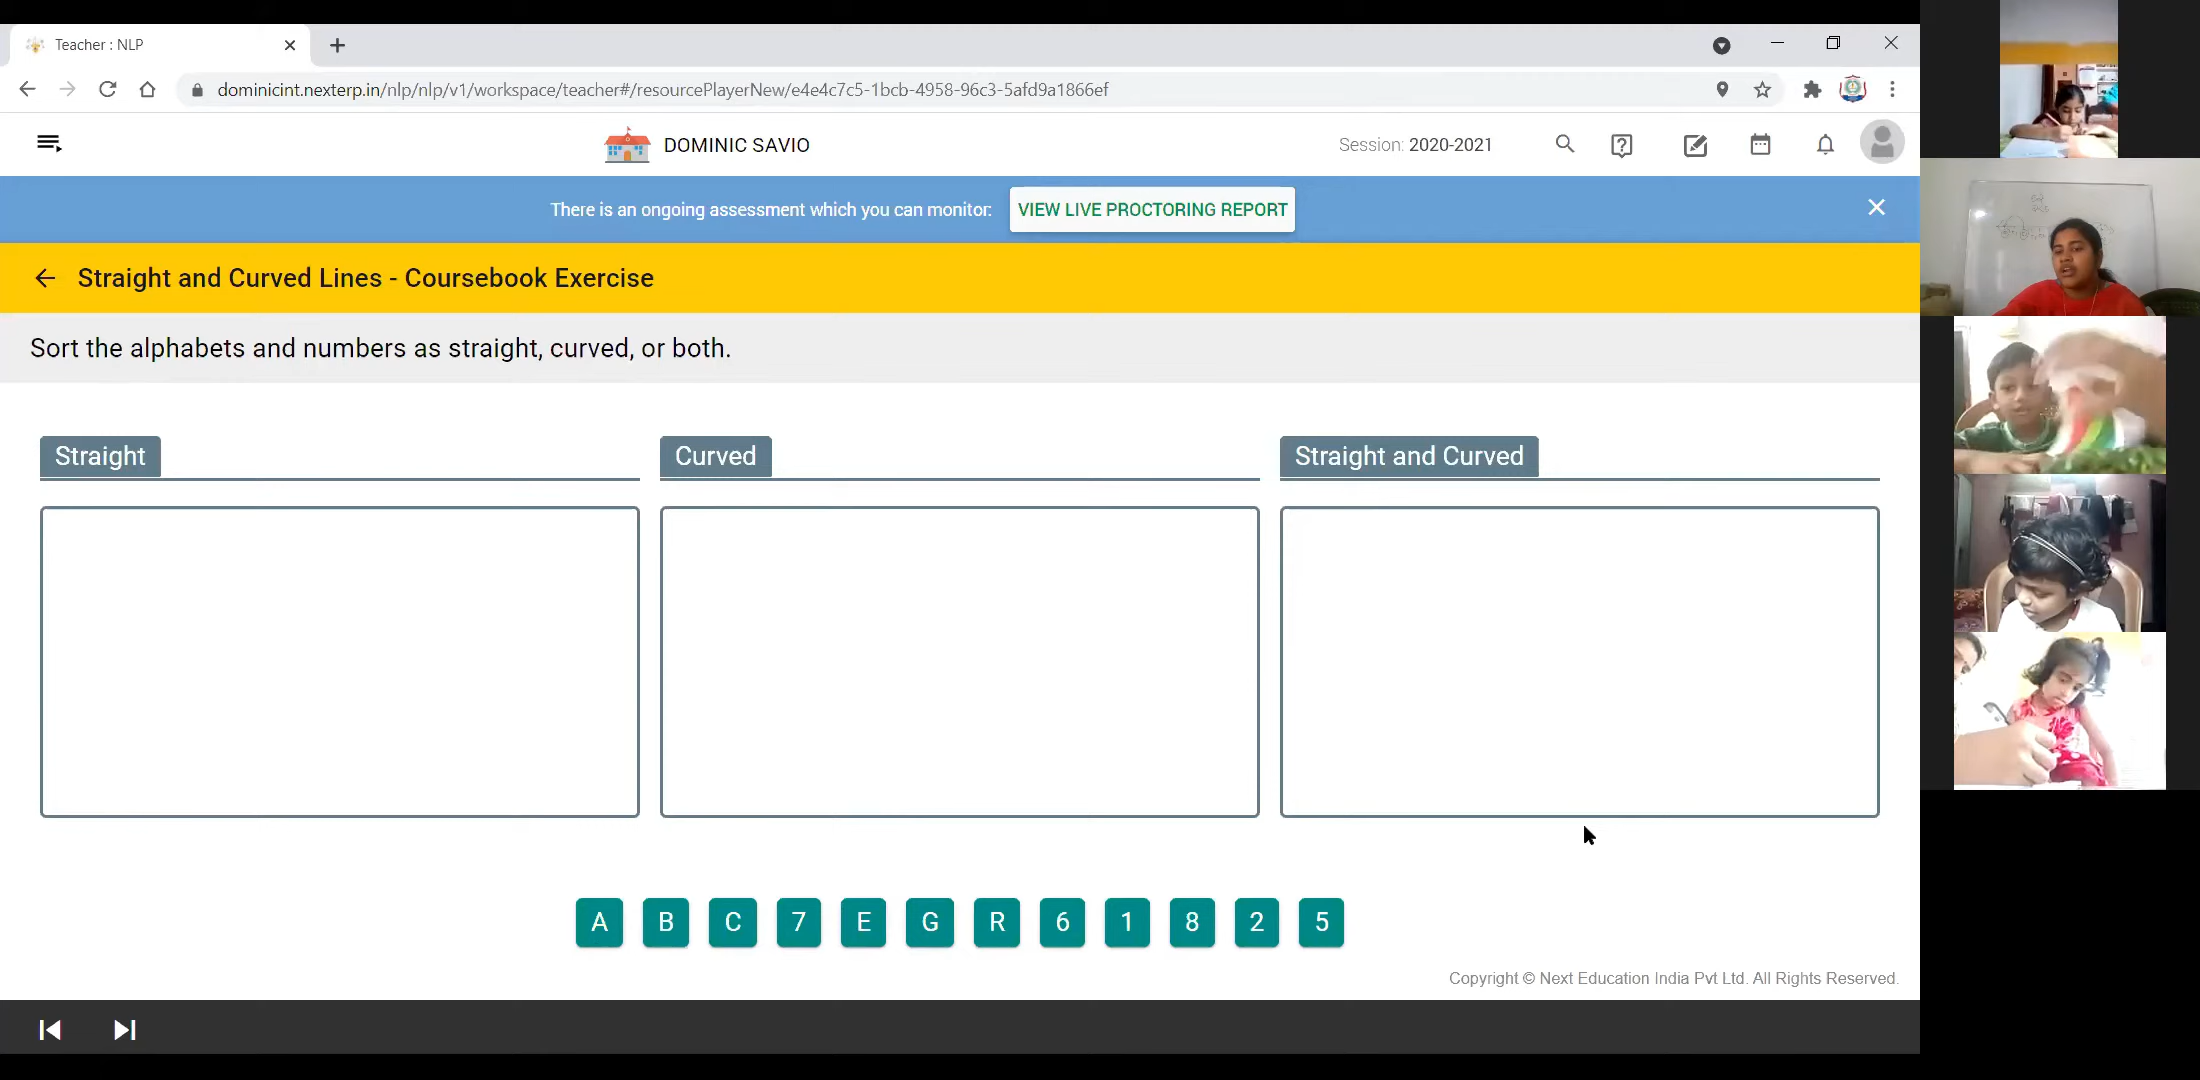 Teacher : NLP
dominicint.nexterp.in/nlp/nlp/v1/workspace/teacher#/resourcePlayerNew/e4e4c7c5-1bcb-4958-96c3-5afd9a1866ef
DOMINIC SAVIO
Session: 2020-2021
There is an ongoing assessment which you can monitor:
VIEW LIVE PROCTORING REPORT
Straight and Curved Lines - Coursebook Exercise
Sort the alphabets and numbers as straight, curved, or both.
Straight
Curved
Straight and Curved
A B C 7 E G R 6 1 8 2 5
Copyright © Next Education India Pvt Ltd. All Rights Reserved.